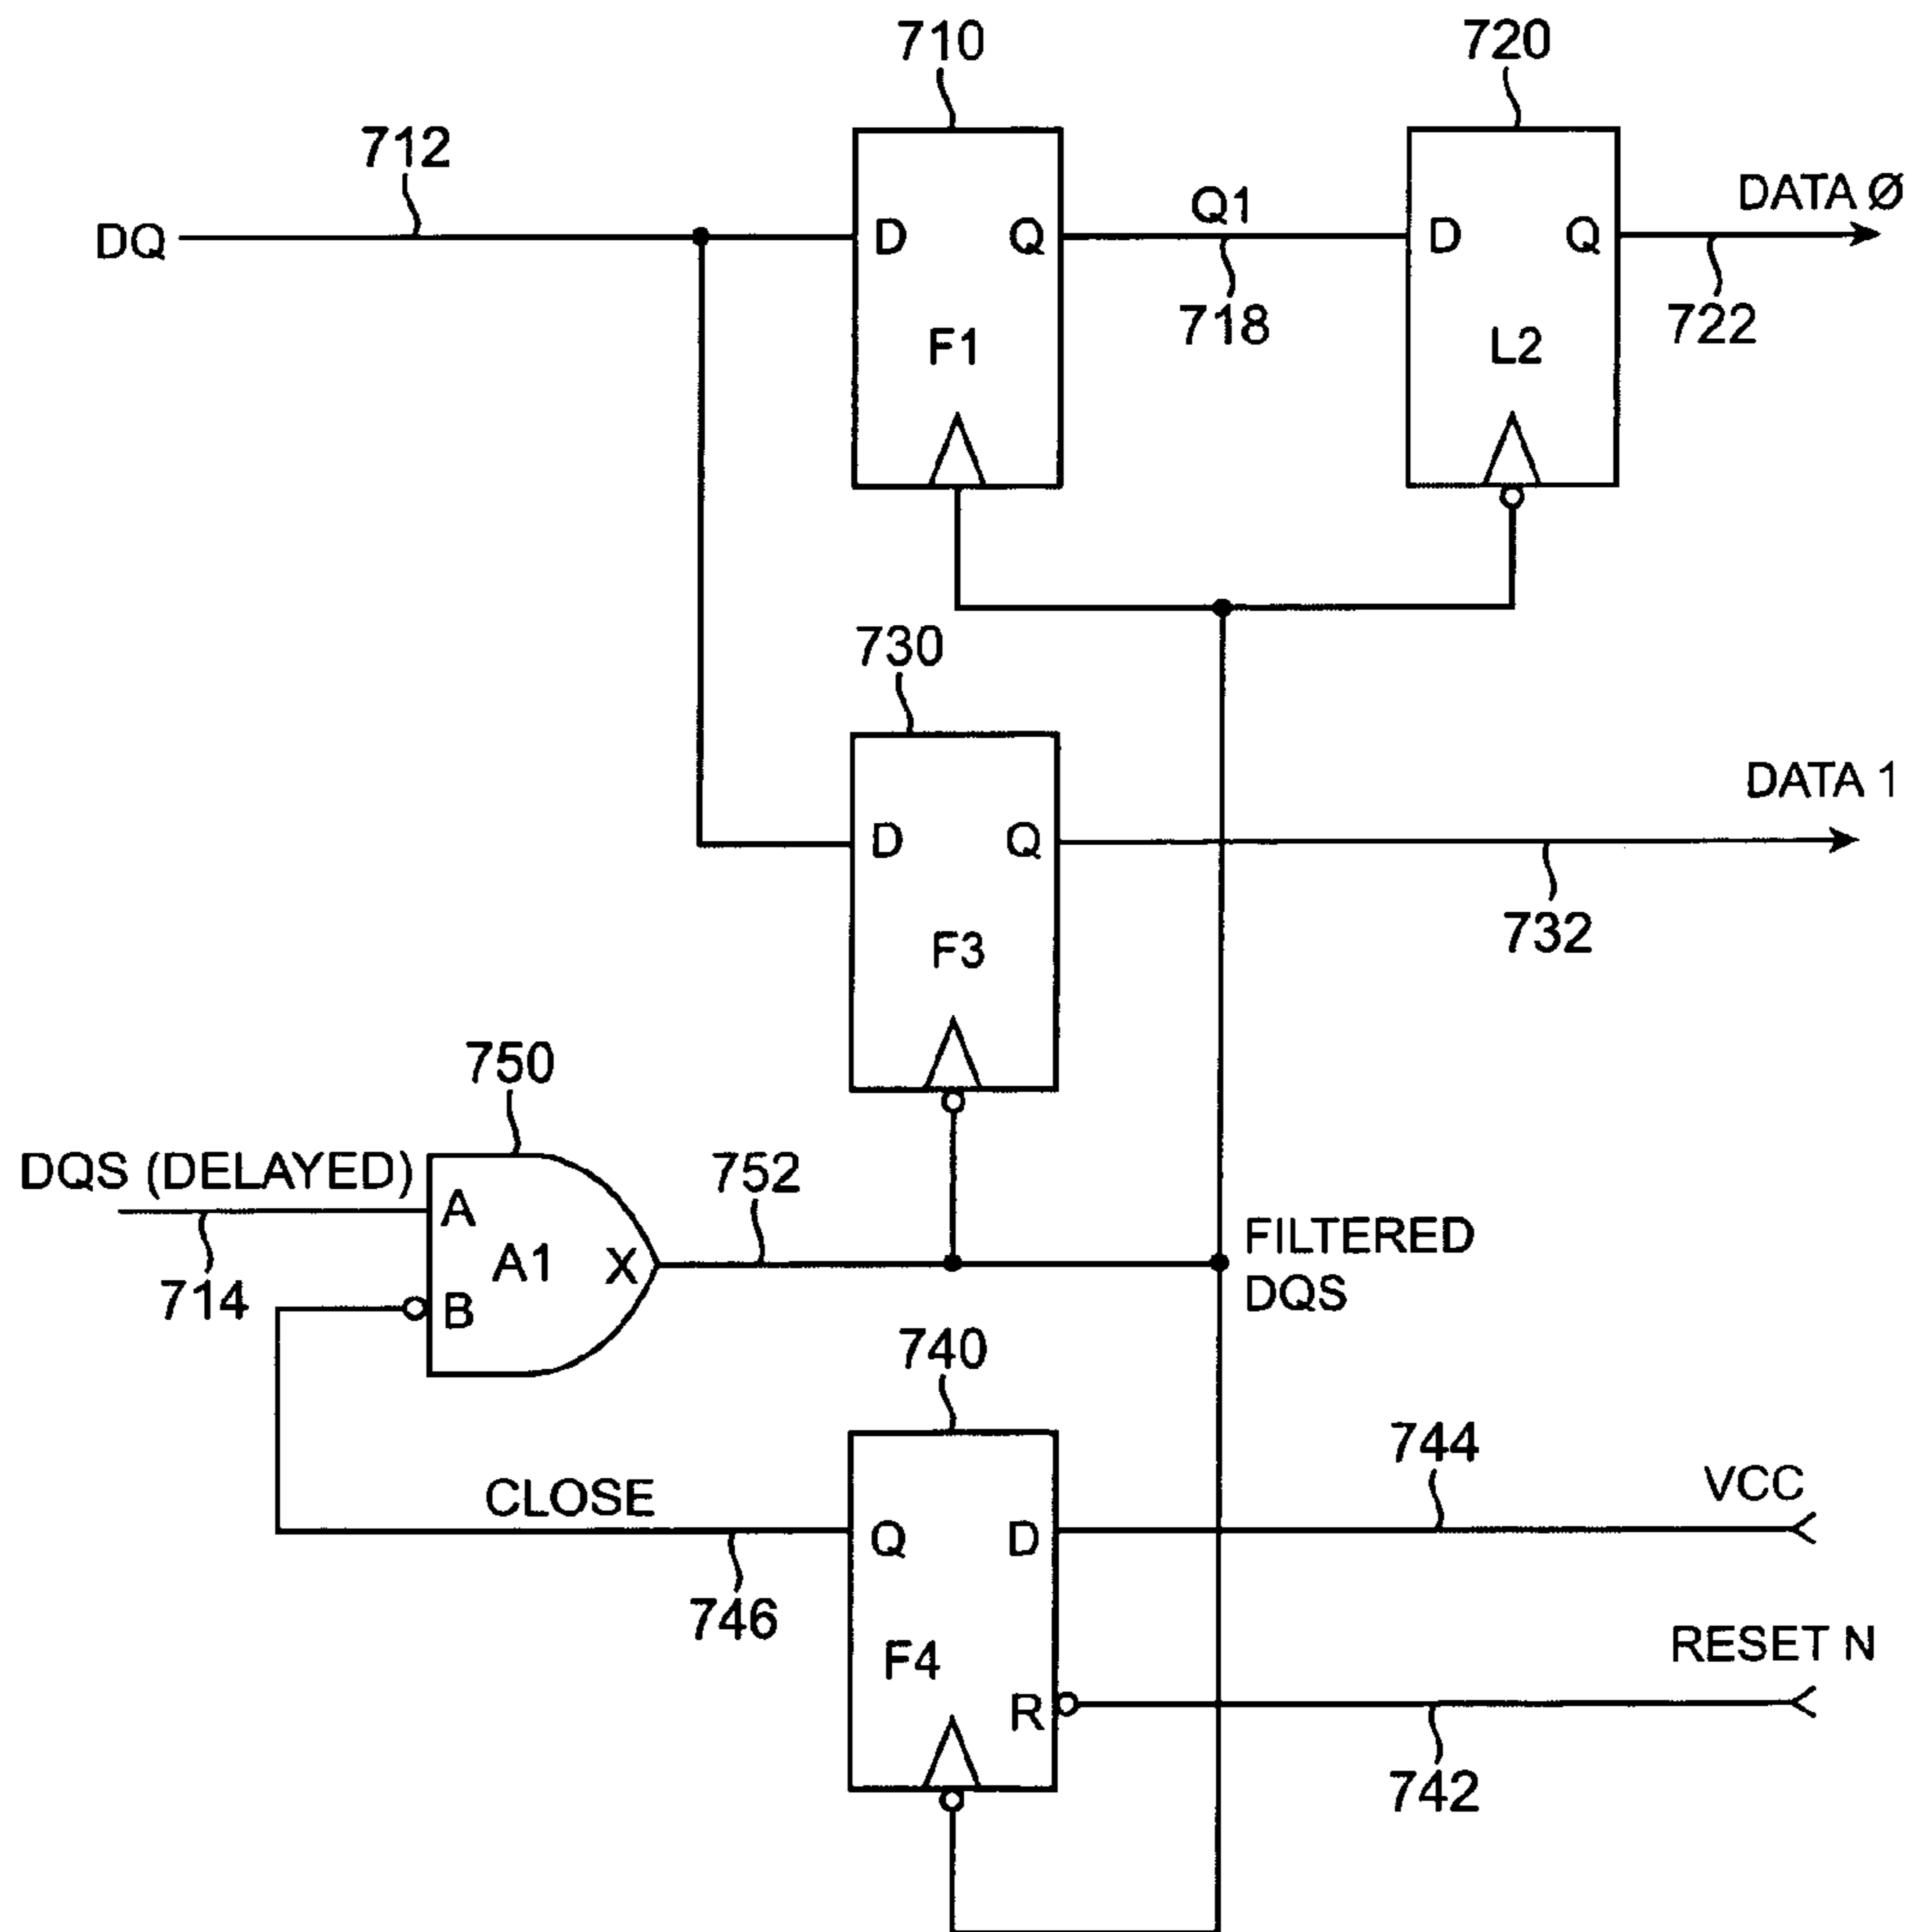 710
720
712
DQ
D
Q
Q1
D
Q
DATA Ø
718
722
F1
L2
730
DATA 1
D
Q
732
F3
750
DQS (DELAYED)
A
752
A1
X
714
B
FILTERED
DQS
740
744
VCC
CLOSE
Q
D
746
RESET N
F4
R
742